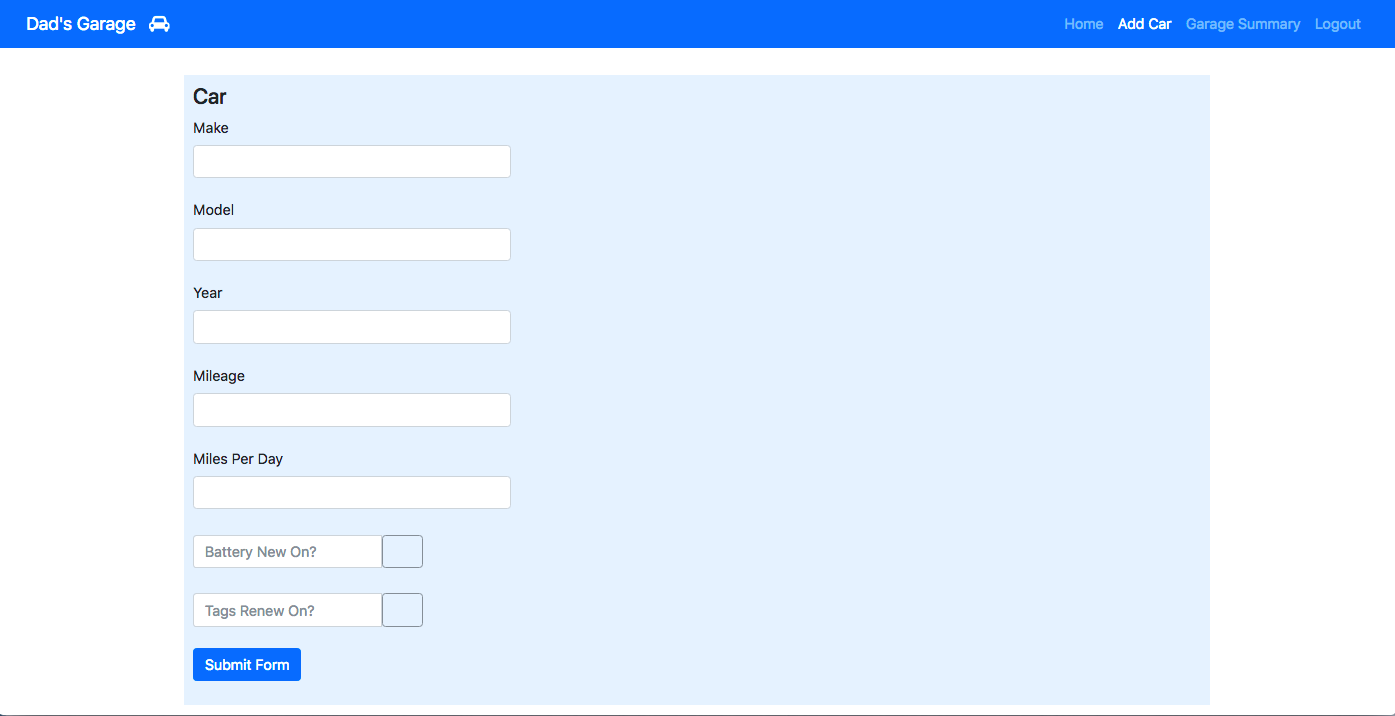 Dad's Garage
Home Add Car Garage Summary Logout
Car
Make
Model
Year
Mileage
Miles Per Day
Battery New On?
Tags Renew On?
Submit Form